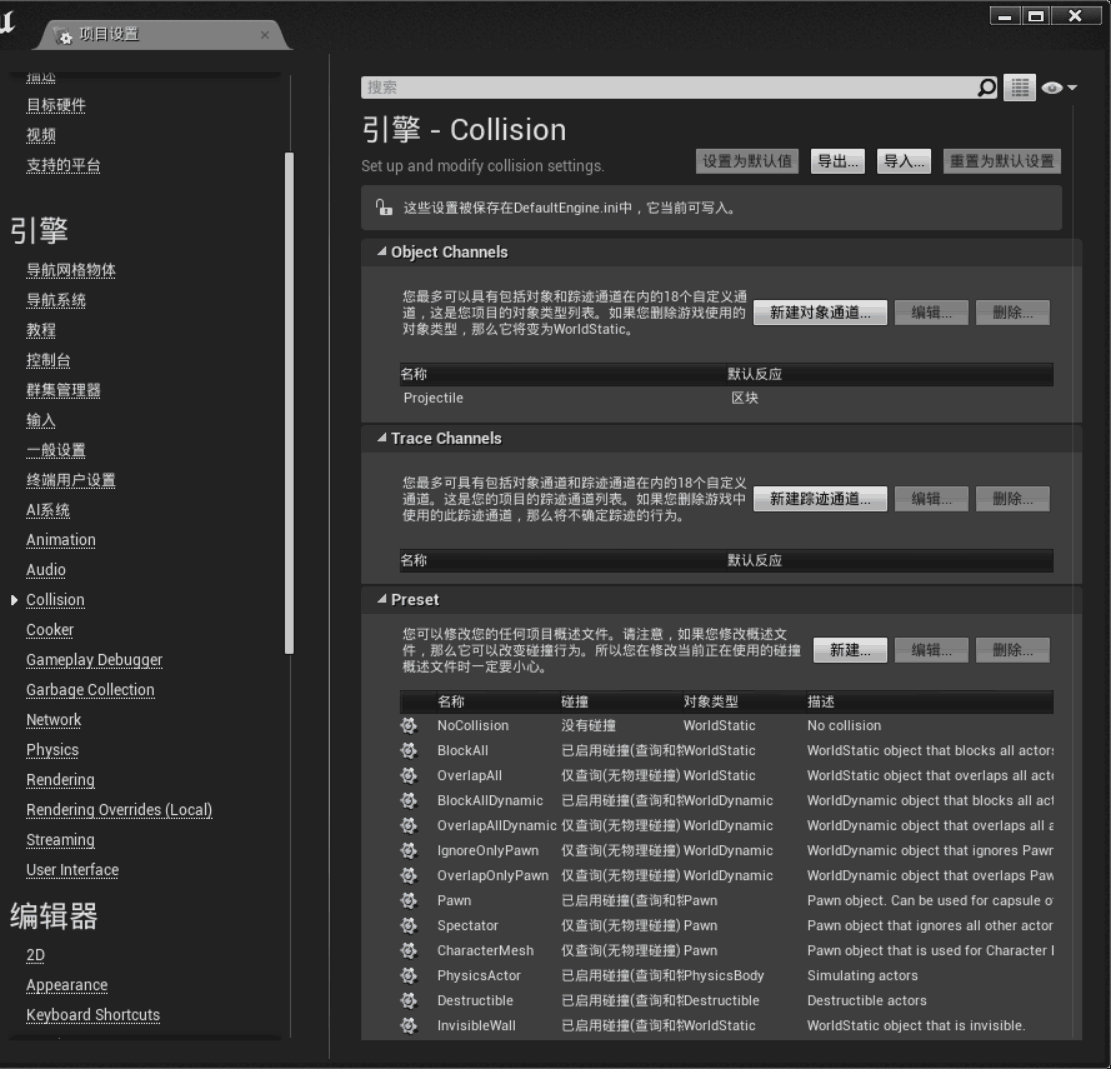 项目设置
描述
目标硬件
视频
支持的平台
引擎
导航网格物体
导航系统
教程
控制台
群集管理器
输入
一般设置
终端用户设置
AI系统
Animation
Audio
Collision
Cooker
Gameplay Debugger
Garbage Collection
Network
Physics
Rendering
Rendering Overrides (Local)
Streaming
User Interface
编辑器
2D
Appearance
Keyboard Shortcuts
搜索
引擎 - Collision
Set up and modify collision settings.
设置为默认值 导出... 导入... 重置为默认设置
这些设置被保存在DefaultEngine.ini中，它当前可写入。
Object Channels
您最多可以具有包括对象和踪迹通道在内的18个自定义通
道，这是您项目的对象类型列表。如果您删除游戏使用的
对象类型，那么它将变为WorldStatic。
新建对象通道... 编辑... 删除...
名称 默认反应
Projectile 区块
Trace Channels
您最多可具有包括对象通道和踪迹通道在内的18个自定义
通道。这是您的项目的踪迹通道列表。如果您删除游戏中
使用的此踪迹通道，那么将不确定踪迹的行为。
新建踪迹通道... 编辑... 删除...
名称 默认反应
Preset
您可以修改您的任何项目概述文件。请注意，如果您修改概述文
件，那么它可以改变碰撞行为。所以您在修改当前正在使用的碰撞
概述文件时一定要小心。
新建... 编辑... 删除...
名称 碰撞 对象类型 描述
NoCollision 没有碰撞 WorldStatic No collision
BlockAll 已启用碰撞(查询和 WorldStatic WorldStatic object that blocks all actors
OverlapAll 仅查询(无物理碰撞) WorldStatic WorldStatic object that overlaps all
BlockAllDynamic 已启用碰撞(查询和 WorldDynamic WorldDynamic object that blocks all
OverlapAllDynamic 仅查询(无物理碰撞) WorldDynamic WorldDynamic object that overlaps all a
IgnoreOnlyPawn 仅查询(无物理碰撞) WorldDynamic WorldDynamic object that ignores Pawn
OverlapOnlyPawn 仅查询(无物理碰撞) WorldDynamic WorldDynamic object that overlaps Paw
Pawn 已启用碰撞(查询和 Pawn Pawn object. Can be used for capsule
Spectator 仅查询(无物理碰撞) Pawn Pawn object that ignores all other actor
CharacterMesh 仅查询(无物理碰撞) Pawn Pawn object that is used for Character
PhysicsActor 已启用碰撞(查询和 PhysicsBody Simulating actors
Destructible 已启用碰撞(查询和 Destructible Destructible actors
InvisibleWall 已启用碰撞(查询和 WorldStatic WorldStatic object that is invisible.